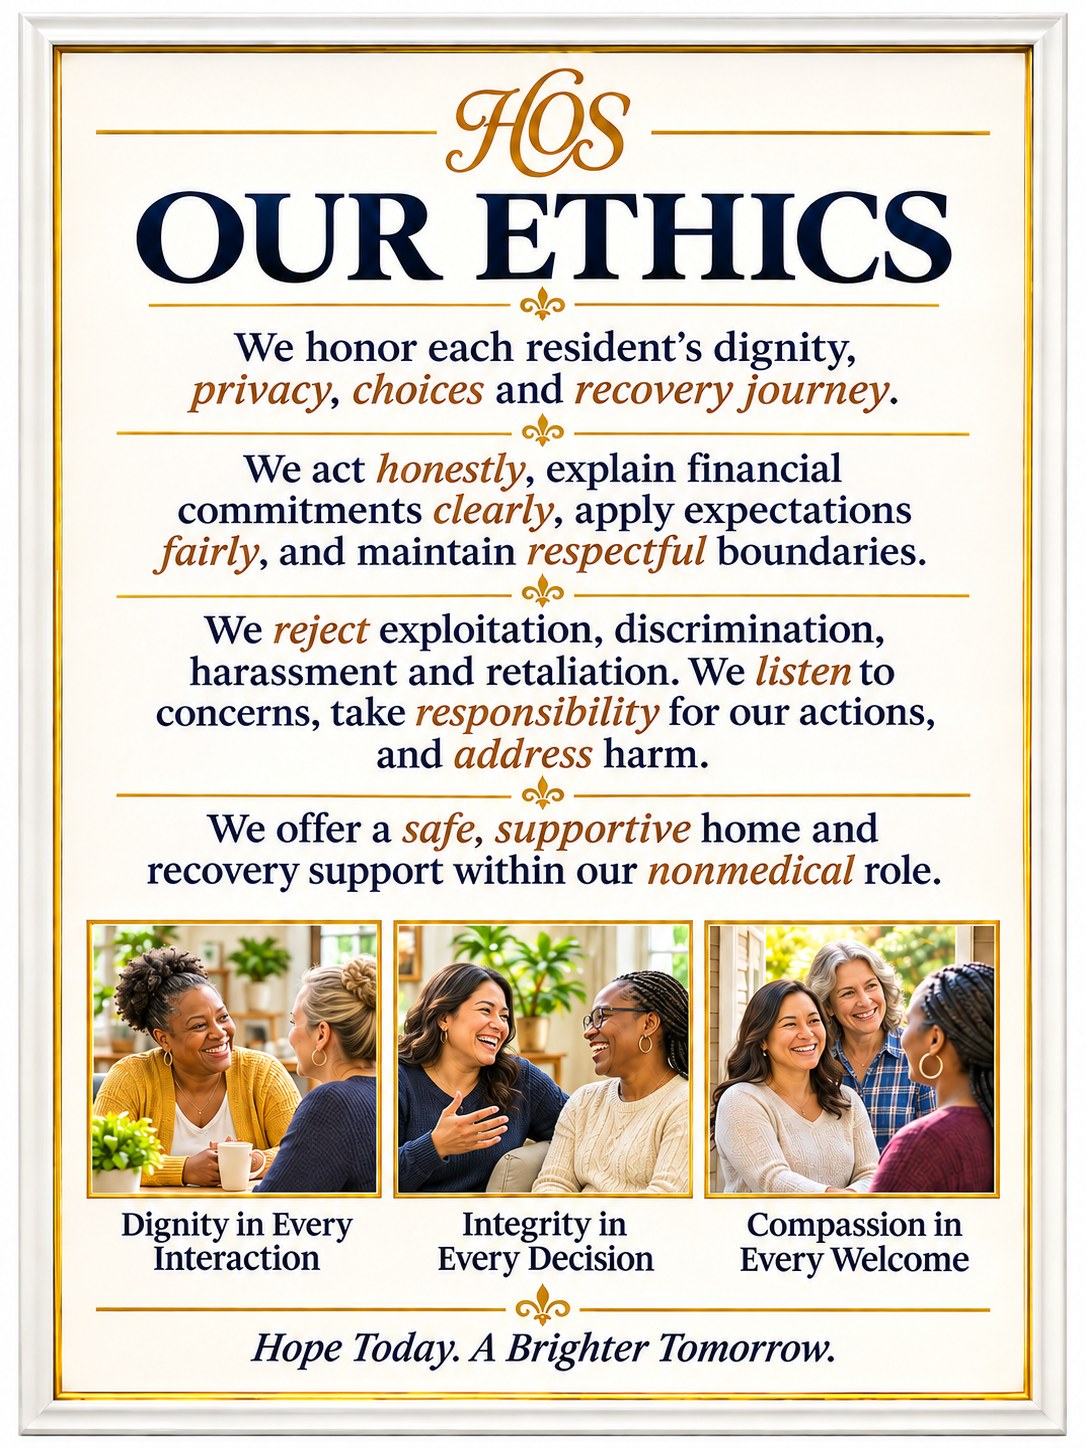 HOS
OUR ETHICS
We honor each resident’s dignity,
privacy, choices and recovery journey.
We act honestly, explain financial
commitments clearly, apply expectations
fairly, and maintain respectful boundaries.
We reject exploitation, discrimination,
harassment and retaliation. We listen to
concerns, take responsibility for our actions,
and address harm.
We offer a safe, supportive home and
recovery support within our nonmedical role.
Dignity in Every
Interaction
Integrity in
Every Decision
Compassion in
Every Welcome
Hope Today. A Brighter Tomorrow.